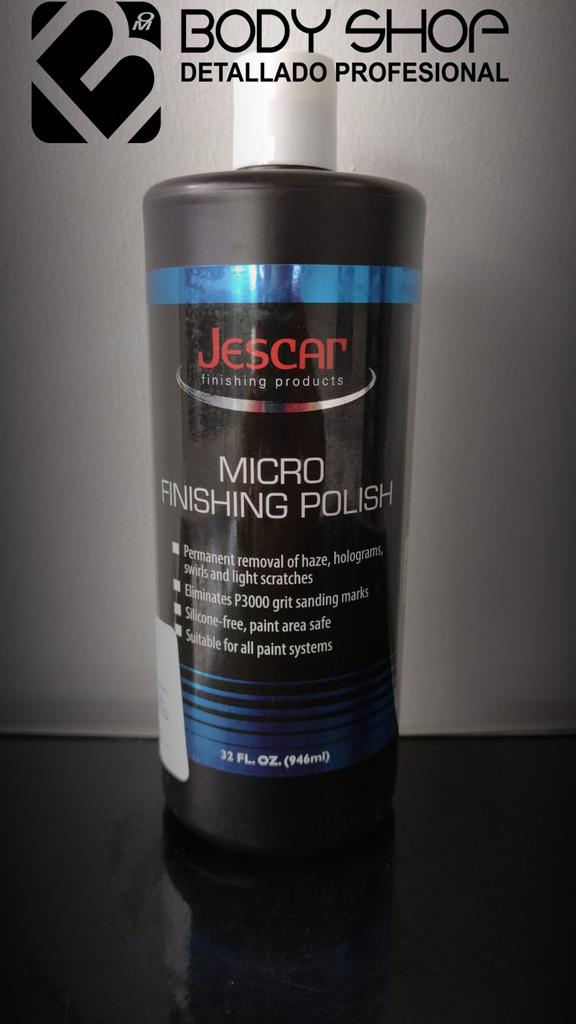 BODY SHOP
DETALLADO PROFESIONAL
Jescar
finishing products
MICRO
FINISHING POLISH
Permanent removal of haze, holograms,
swirls and light scratches
Eliminates P3000 grit sanding marks
Silicone-free, paint area safe
Suitable for all paint systems
32 FL. OZ. (946ml)